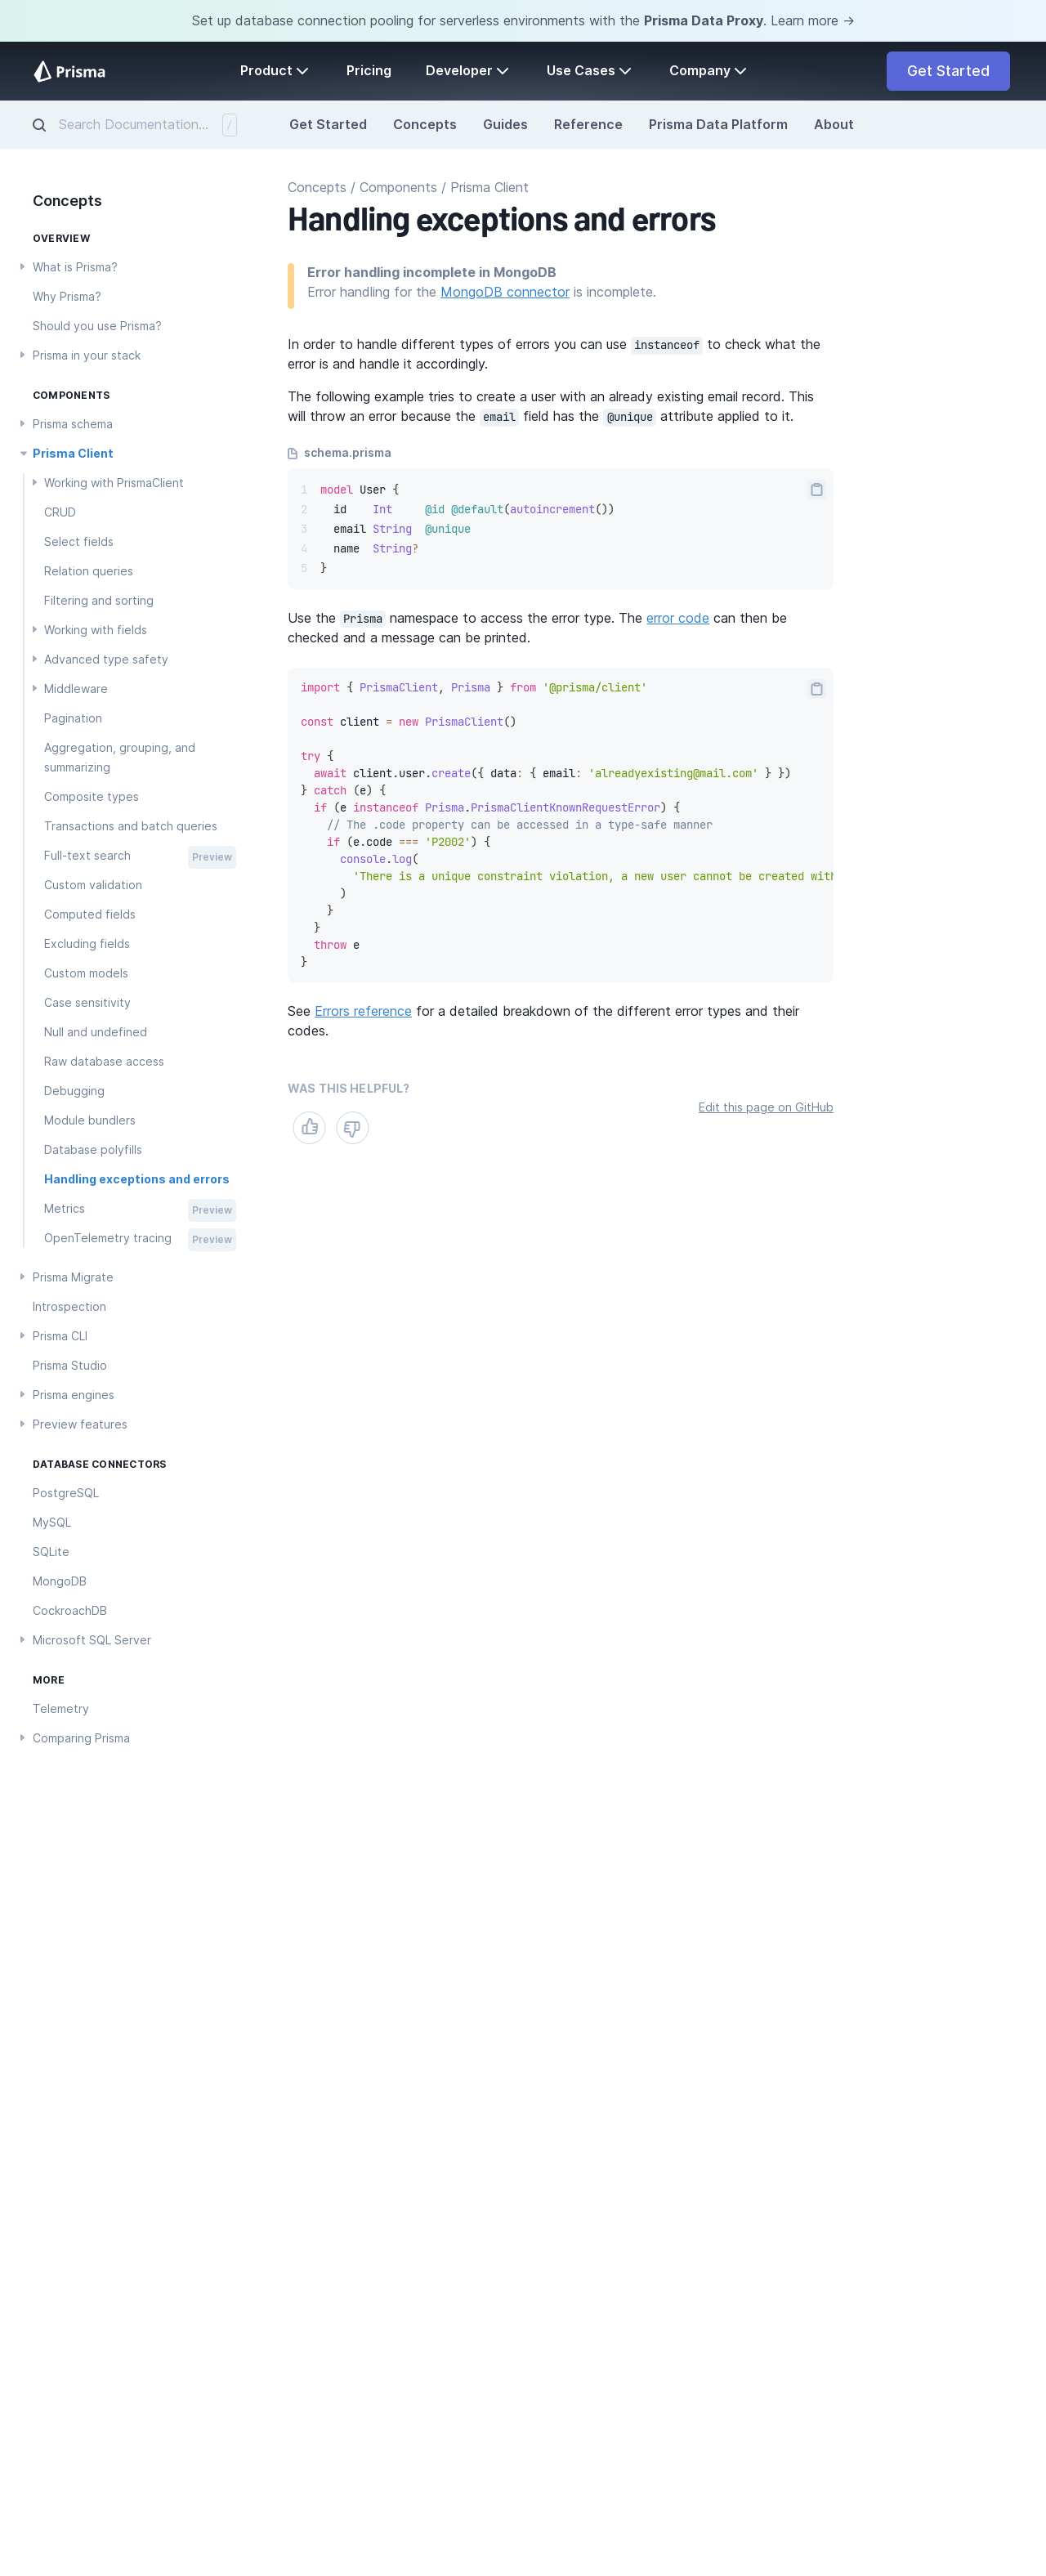 Set up database connection pooling for serverless environments with the Prisma Data Proxy. Learn more →
Prisma
Product
Pricing
Developer
Use Cases
Company
Get Started
Search Documentation...
/
Get Started
Concepts
Guides
Reference
Prisma Data Platform
About
Concepts
OVERVIEW
What is Prisma?
Why Prisma?
Should you use Prisma?
Prisma in your stack
COMPONENTS
Prisma schema
Prisma Client
Working with PrismaClient
CRUD
Select fields
Relation queries
Filtering and sorting
Working with fields
Advanced type safety
Middleware
Pagination
Aggregation, grouping, and
summarizing
Composite types
Transactions and batch queries
Full-text search Preview
Custom validation
Computed fields
Excluding fields
Custom models
Case sensitivity
Null and undefined
Raw database access
Debugging
Module bundlers
Database polyfills
Handling exceptions and errors
Metrics Preview
OpenTelemetry tracing Preview
Prisma Migrate
Introspection
Prisma CLI
Prisma Studio
Prisma engines
Preview features
DATABASE CONNECTORS
PostgreSQL
MySQL
SQLite
MongoDB
CockroachDB
Microsoft SQL Server
MORE
Telemetry
Comparing Prisma
Concepts / Components / Prisma Client
Handling exceptions and errors
Error handling incomplete in MongoDB
Error handling for the MongoDB connector is incomplete.
In order to handle different types of errors you can use instanceof to check what the
error is and handle it accordingly.
The following example tries to create a user with an already existing email record. This
will throw an error because the email field has the @unique attribute applied to it.
schema.prisma
1 model User {
2   id    Int     @id @default(autoincrement())
3   email String  @unique
4   name  String?
5 }
Use the Prisma namespace to access the error type. The error code can then be
checked and a message can be printed.
import { PrismaClient, Prisma } from '@prisma/client'
const client = new PrismaClient()
try {
  await client.user.create({ data: { email: 'alreadyexisting@mail.com' } })
} catch (e) {
  if (e instanceof Prisma.PrismaClientKnownRequestError) {
    // The .code property can be accessed in a type-safe manner
    if (e.code === 'P2002') {
      console.log(
        'There is a unique constraint violation, a new user cannot be created with
      )
    }
  }
  throw e
}
See Errors reference for a detailed breakdown of the different error types and their
codes.
WAS THIS HELPFUL?
Edit this page on GitHub